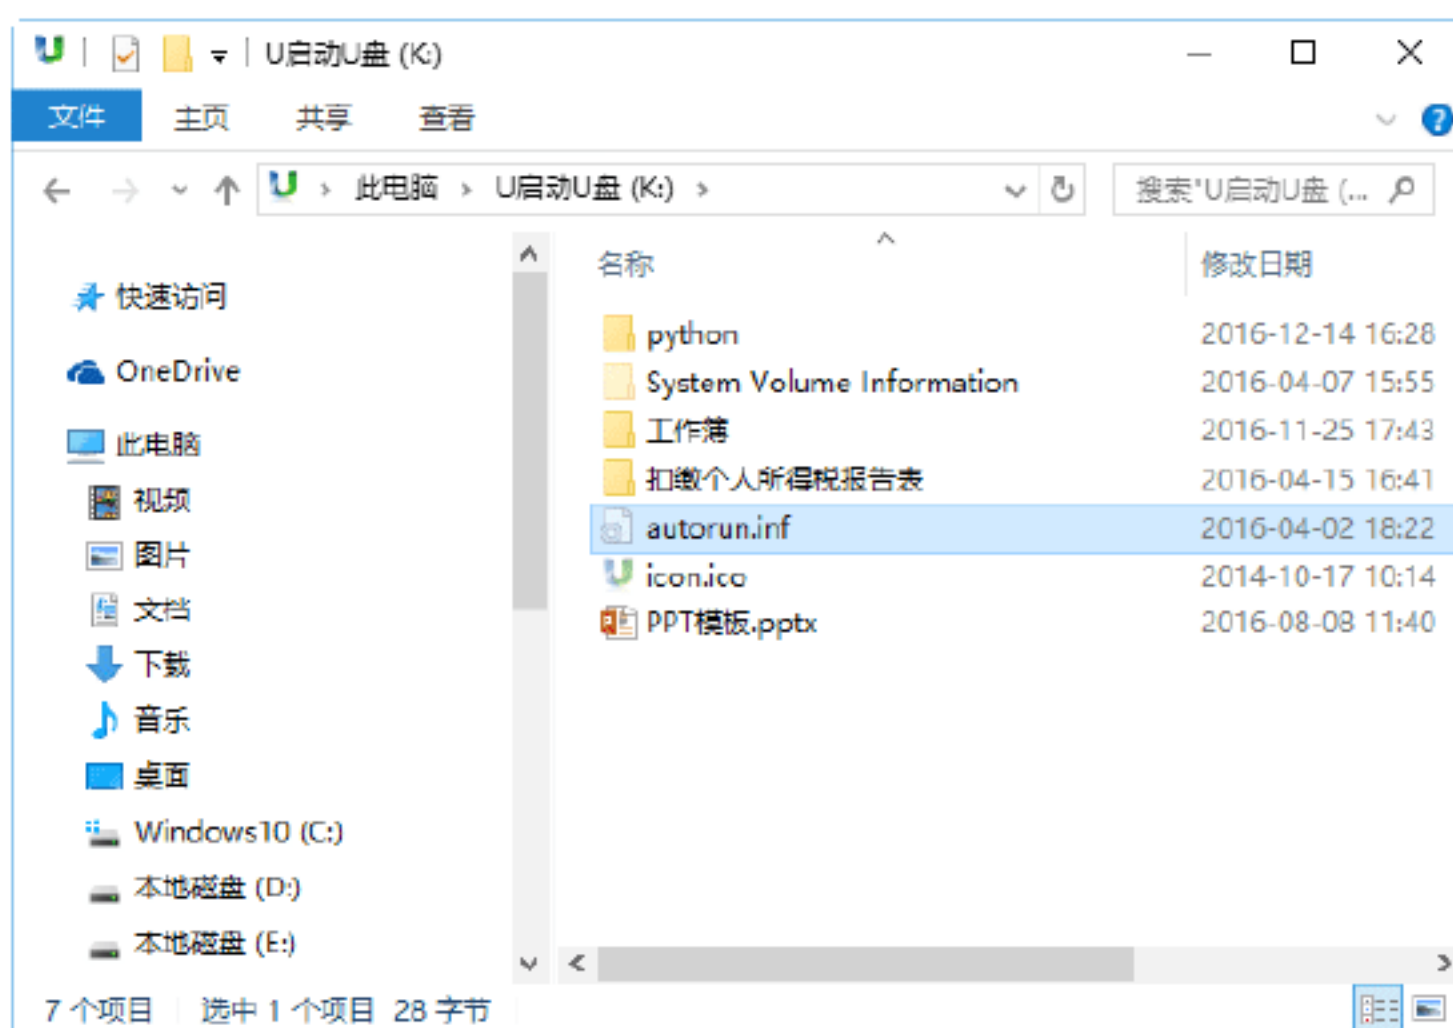 U启动U盘 (K:)
文件 主页 共享 查看
此电脑 › U启动U盘 (K:) › 搜索"U启动U盘 (...
名称 修改日期
快速访问
OneDrive
此电脑
视频
图片
文档
下载
音乐
桌面
Windows10 (C:)
本地磁盘 (D:)
本地磁盘 (E:)
python 2016-12-14 16:28
System Volume Information 2016-04-07 15:55
工作簿 2016-11-25 17:43
扣缴个人所得税报告表 2016-04-15 16:41
autorun.inf 2016-04-02 18:22
icon.ico 2014-10-17 10:14
PPT模板.pptx 2016-08-08 11:40
7 个项目 选中 1 个项目 28 字节